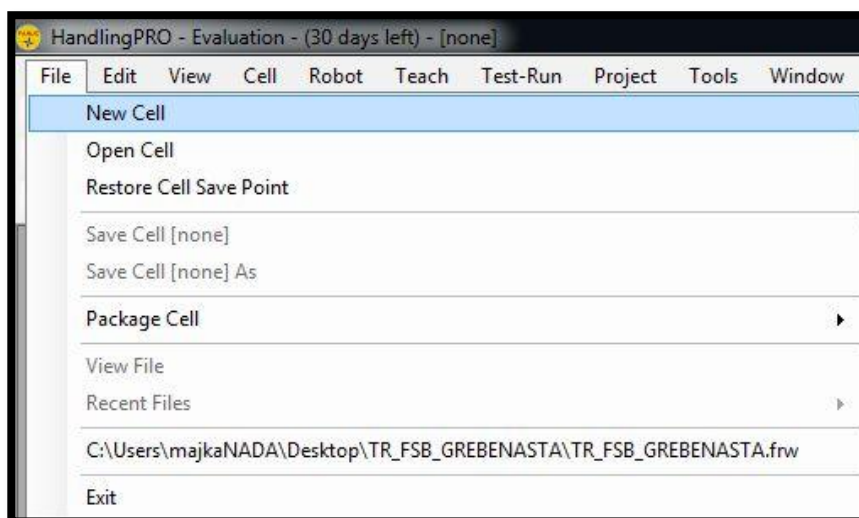 HandlingPRO - Evaluation - (30 days left) - [none]
File Edit View Cell Robot Teach Test-Run Project Tools Window
New Cell
Open Cell
Restore Cell Save Point
Save Cell [none]
Save Cell [none] As
Package Cell
View File
Recent Files
C:\Users\majkaNADA\Desktop\TR_FSB_GREBENASTA\TR_FSB_GREBENASTA.frw
Exit